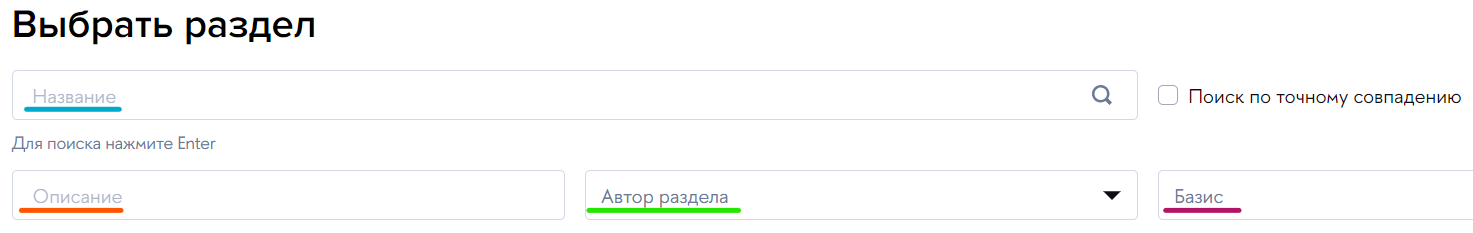 Выбрать раздел
Название
Поиск по точному совпадению
Для поиска нажмите Enter
Описание
Автор раздела
Базис